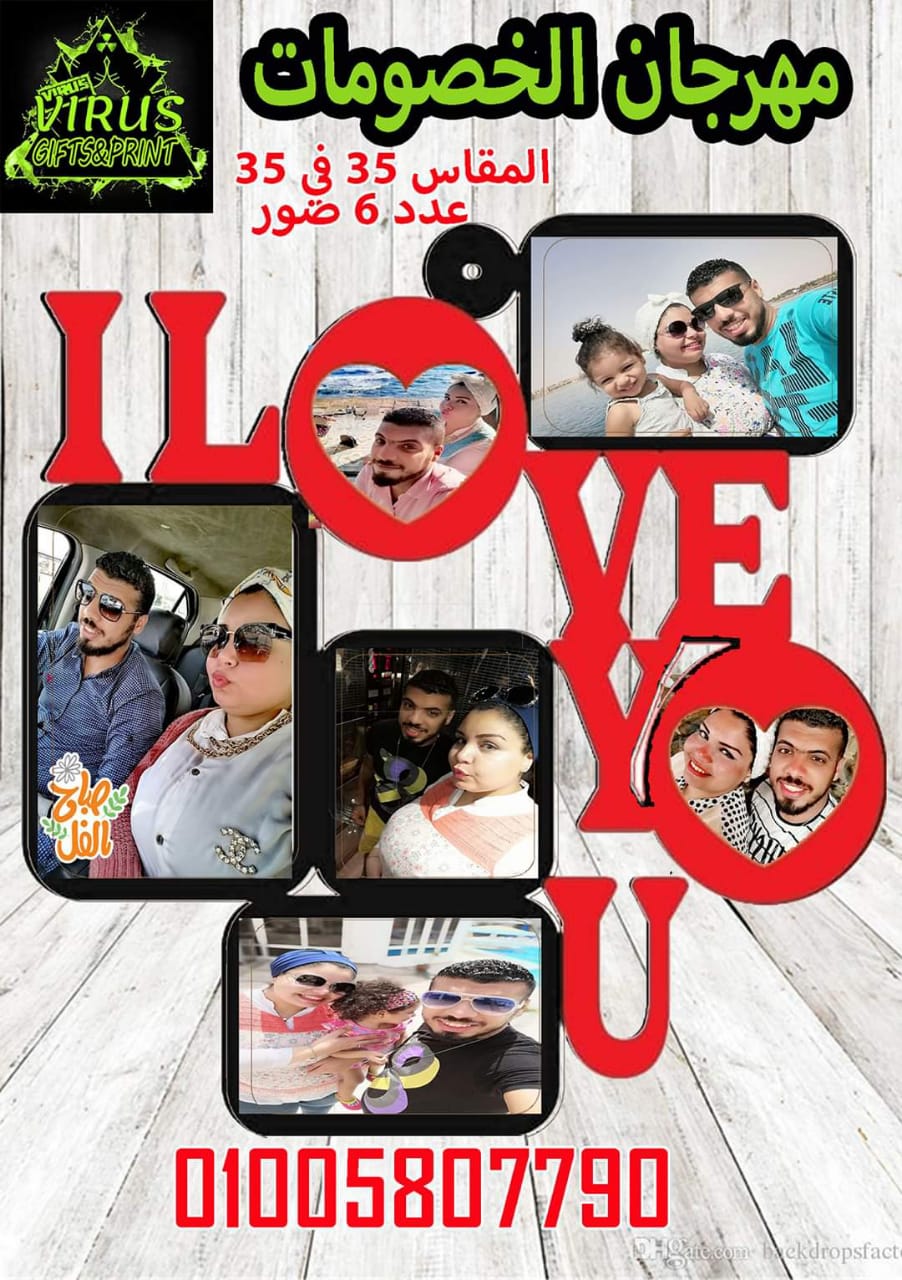 VIRUS
VIRUS
GIFTS&PRINT
مهرجان الخصومات
المقاس 35 في 35
عدد 6 صور
I LOVE
YOU
صباح
الفل
01005807790
DHgate.com backdropsfacto